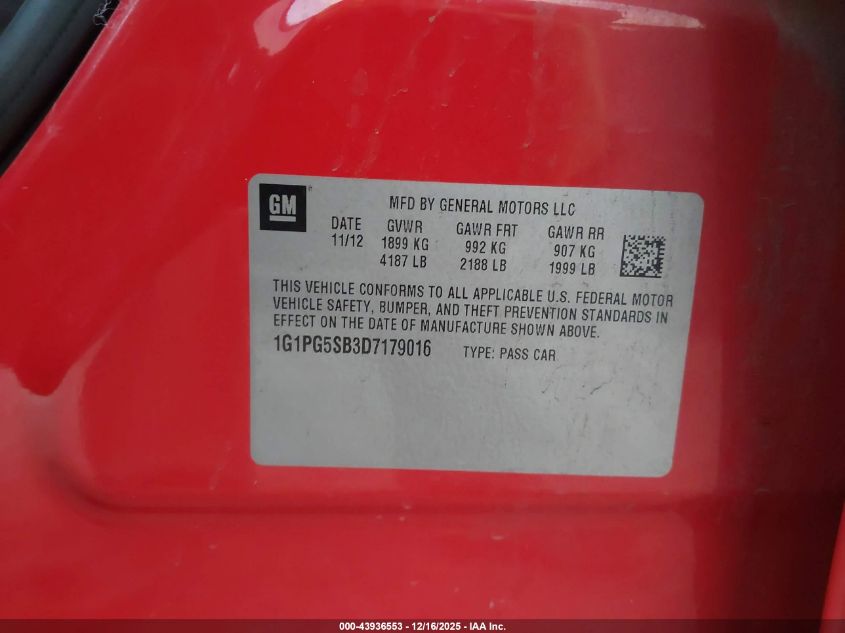 GM
MFD BY GENERAL MOTORS LLC
DATE GVWR GAWR FRT GAWR RR
11/12 1899 KG 992 KG 907 KG
4187 LB 2188 LB 1999 LB
THIS VEHICLE CONFORMS TO ALL APPLICABLE U.S. FEDERAL MOTOR
VEHICLE SAFETY, BUMPER, AND THEFT PREVENTION STANDARDS IN
EFFECT ON THE DATE OF MANUFACTURE SHOWN ABOVE.
1G1PG5SB3D7179016 TYPE: PASS CAR
000-43936553 - 12/16/2025 - IAA Inc.